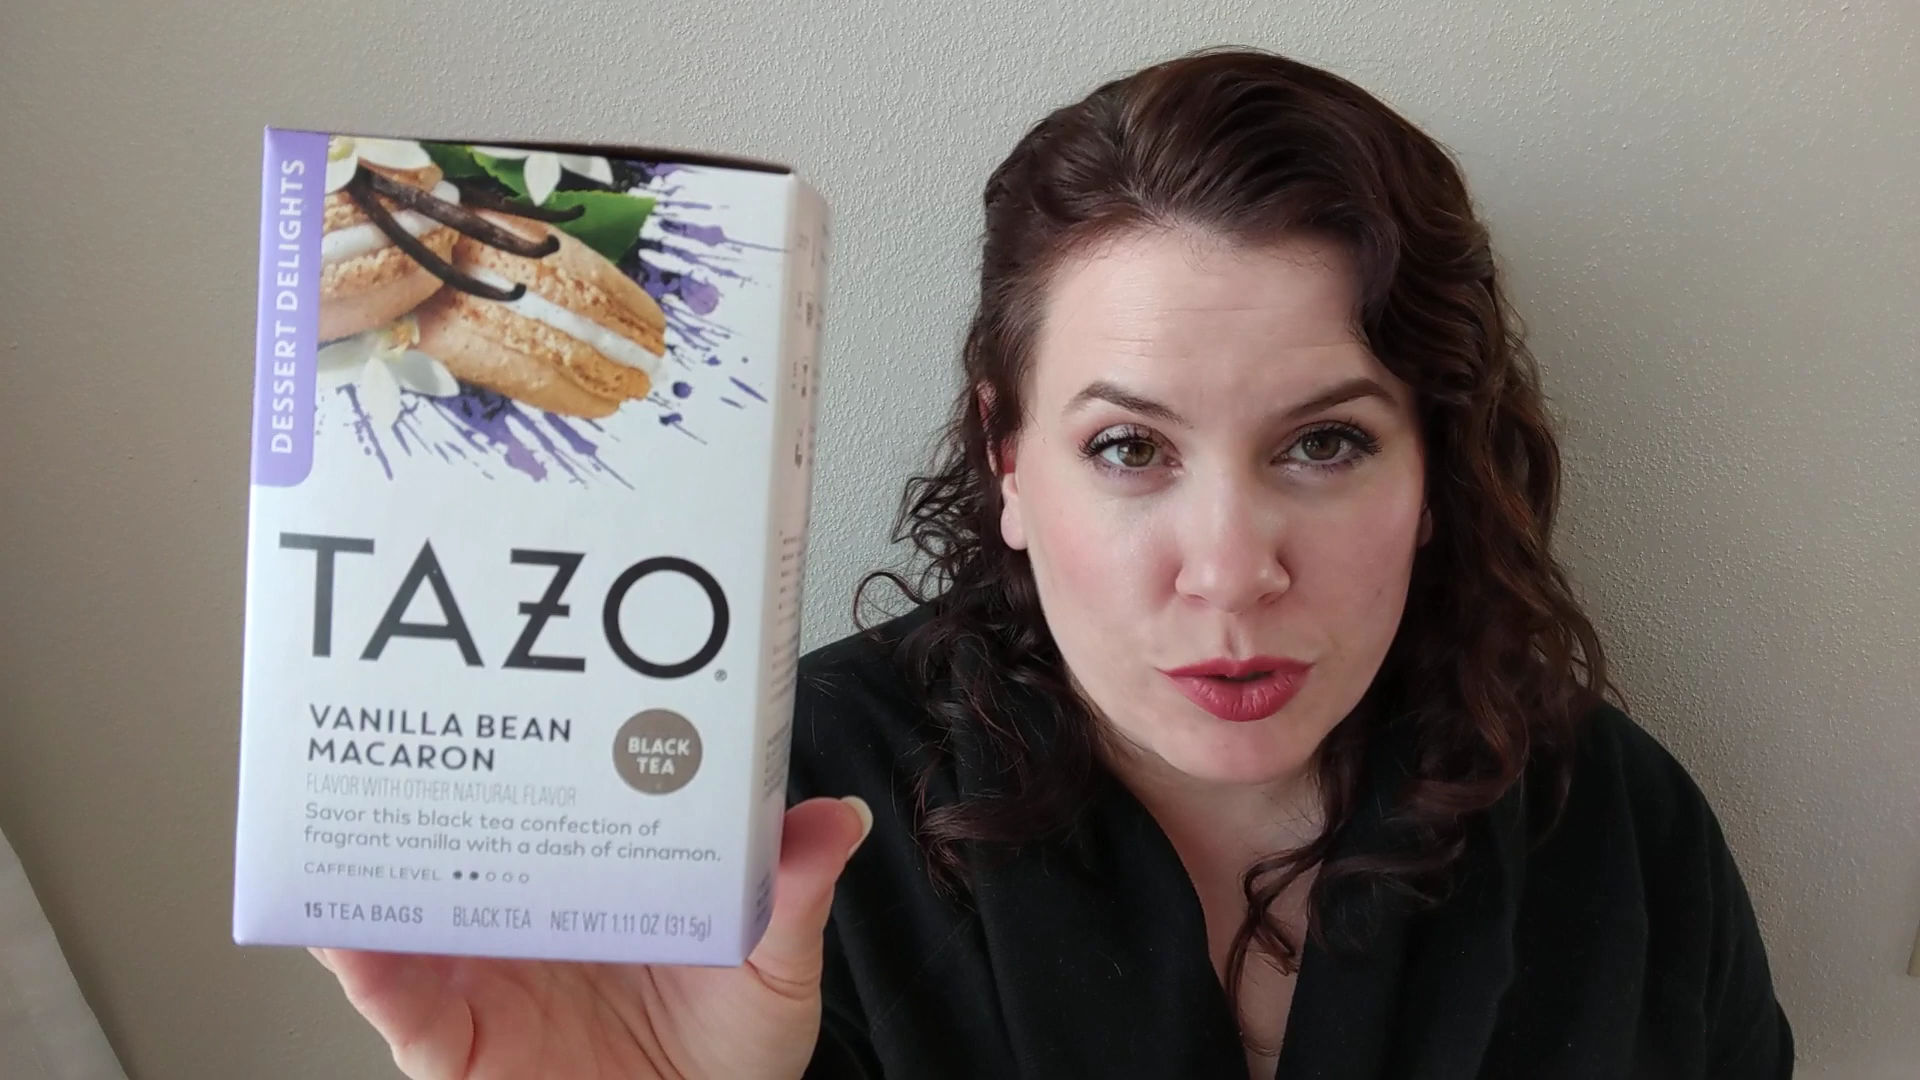 DESSERT DELIGHTS
TAZO®
VANILLA BEAN
MACARON
BLACK
TEA
FLAVOR WITH OTHER NATURAL FLAVOR
Savor this black tea confection of
fragrant vanilla with a dash of cinnamon.
CAFFEINE LEVEL
15 TEA BAGS BLACK TEA NET WT 1.11 OZ (31.5g)